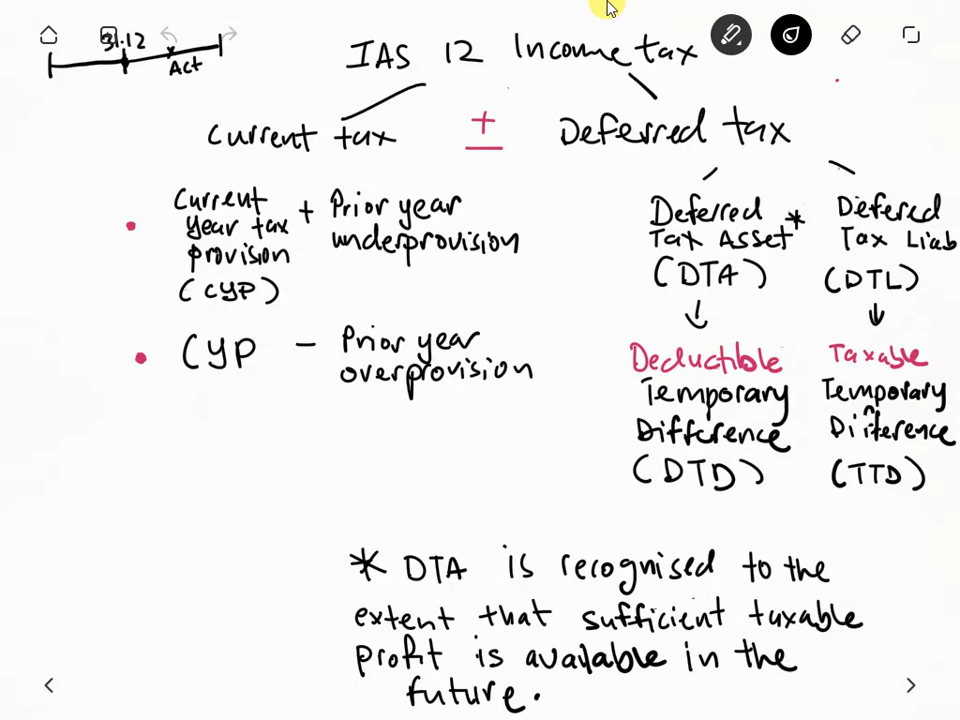 31.12
Act
IAS 12 Income tax
Current tax ± Deferred tax
Current
year tax
provision
(CYP)
+ Prior year
underprovision
CYP – Prior year
overprovision
Deferred *
Tax Asset
(DTA)
Deductible
Temporary
Difference
(DTD)
Deferred
Tax Liab
(DTL)
Taxable
Temporary
Difference
(TTD)
* DTA is recognised to the
extent that sufficient taxable
profit is available in the
future.